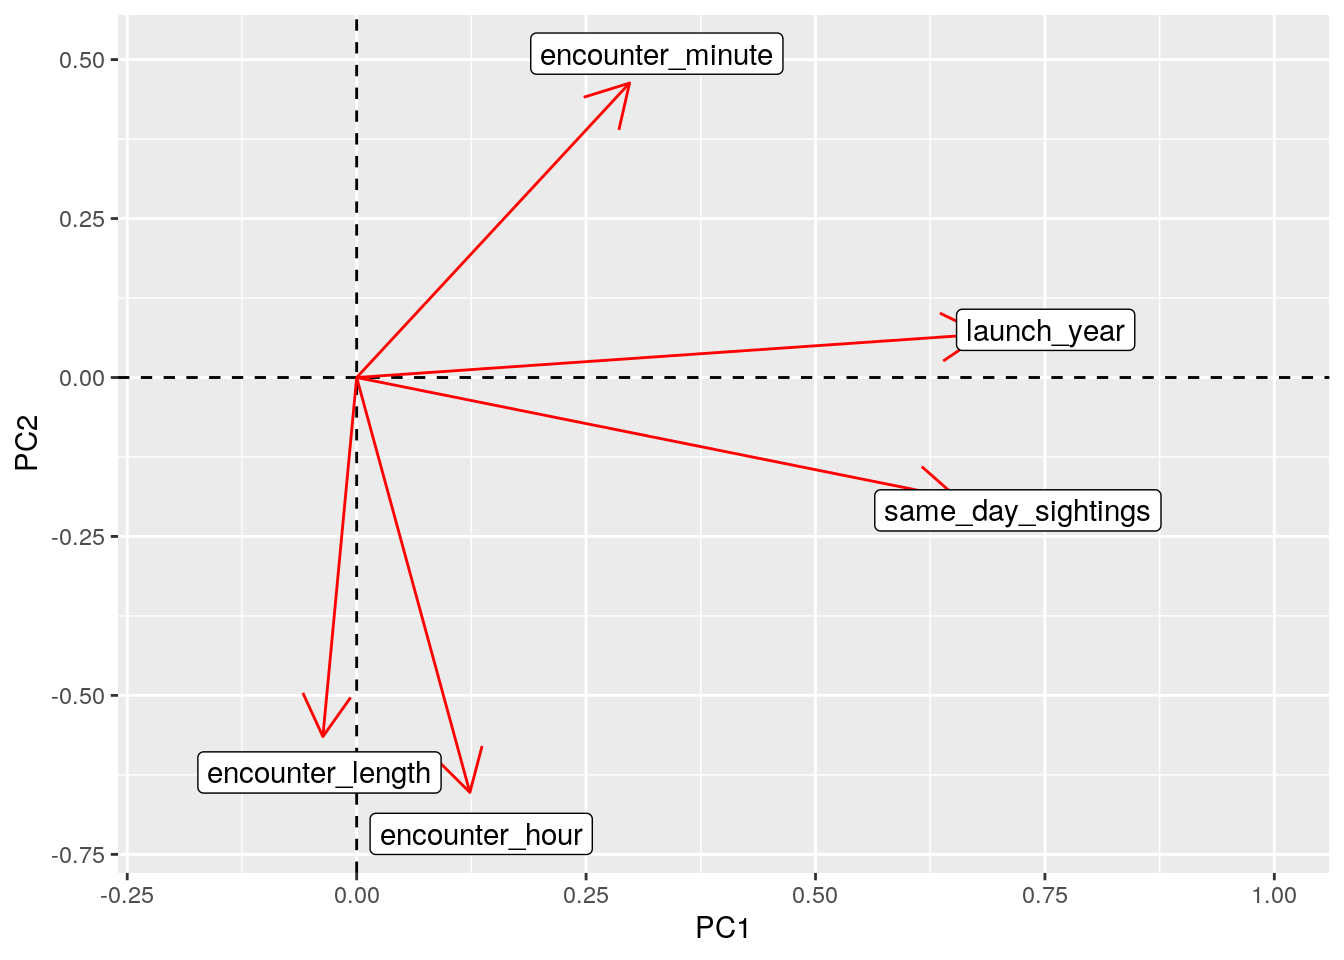 encounter_minute
0.50
0.25
launch_year
0.00
PC2
same_day_sightings
-0.25
-0.50
encounter_length
encounter_hour
-0.75
-0.25 0.00 0.25 0.50 0.75 1.00
PC1